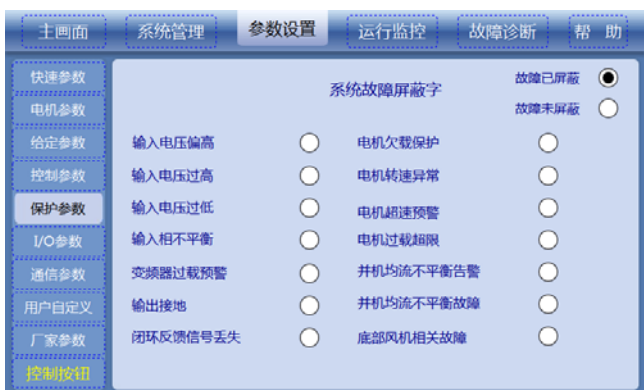 主画面 系统管理 参数设置 运行监控 故障诊断 帮 助
快速参数
电机参数
给定参数
控制参数
保护参数
I/O参数
通信参数
用户自定义
厂家参数
控制按钮
系统故障屏蔽字
故障已屏蔽
故障未屏蔽
输入电压偏高 电机欠载保护
输入电压过高 电机转速异常
输入电压过低 电机超速预警
输入相不平衡 电机过载超限
变频器过载预警 并机均流不平衡告警
输出接地 并机均流不平衡故障
闭环反馈信号丢失 底部风机相关故障